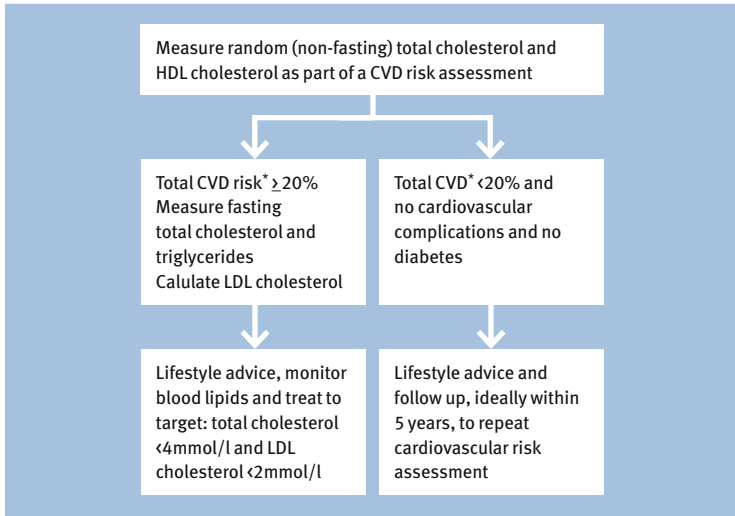 Measure random (non-fasting) total cholesterol and
HDL cholesterol as part of a CVD risk assessment
Total CVD risk* ≥20%
Measure fasting
total cholesterol and
triglycerides
Calulate LDL cholesterol
Total CVD* <20% and
no cardiovascular
complications and no
diabetes
Lifestyle advice, monitor
blood lipids and treat to
target: total cholesterol
<4mmol/l and LDL
cholesterol <2mmol/l
Lifestyle advice and
follow up, ideally within
5 years, to repeat
cardiovascular risk
assessment